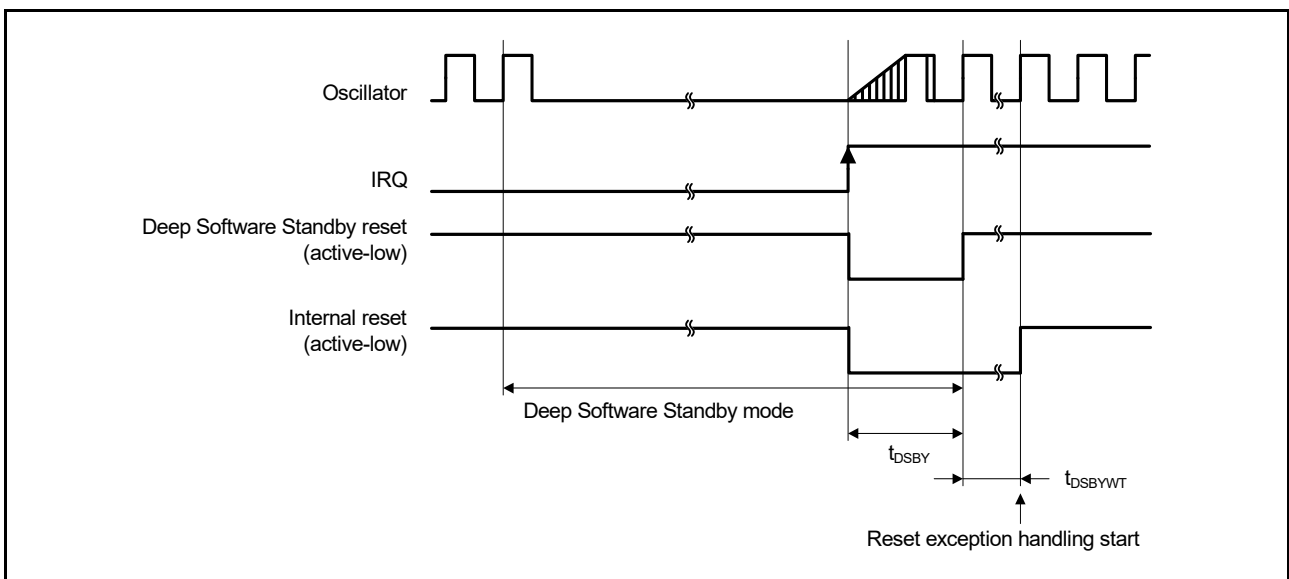 Oscillator
IRQ
Deep Software Standby reset
(active-low)
Internal reset
(active-low)
Deep Software Standby mode
tDSBY
tDSBYWT
Reset exception handling start